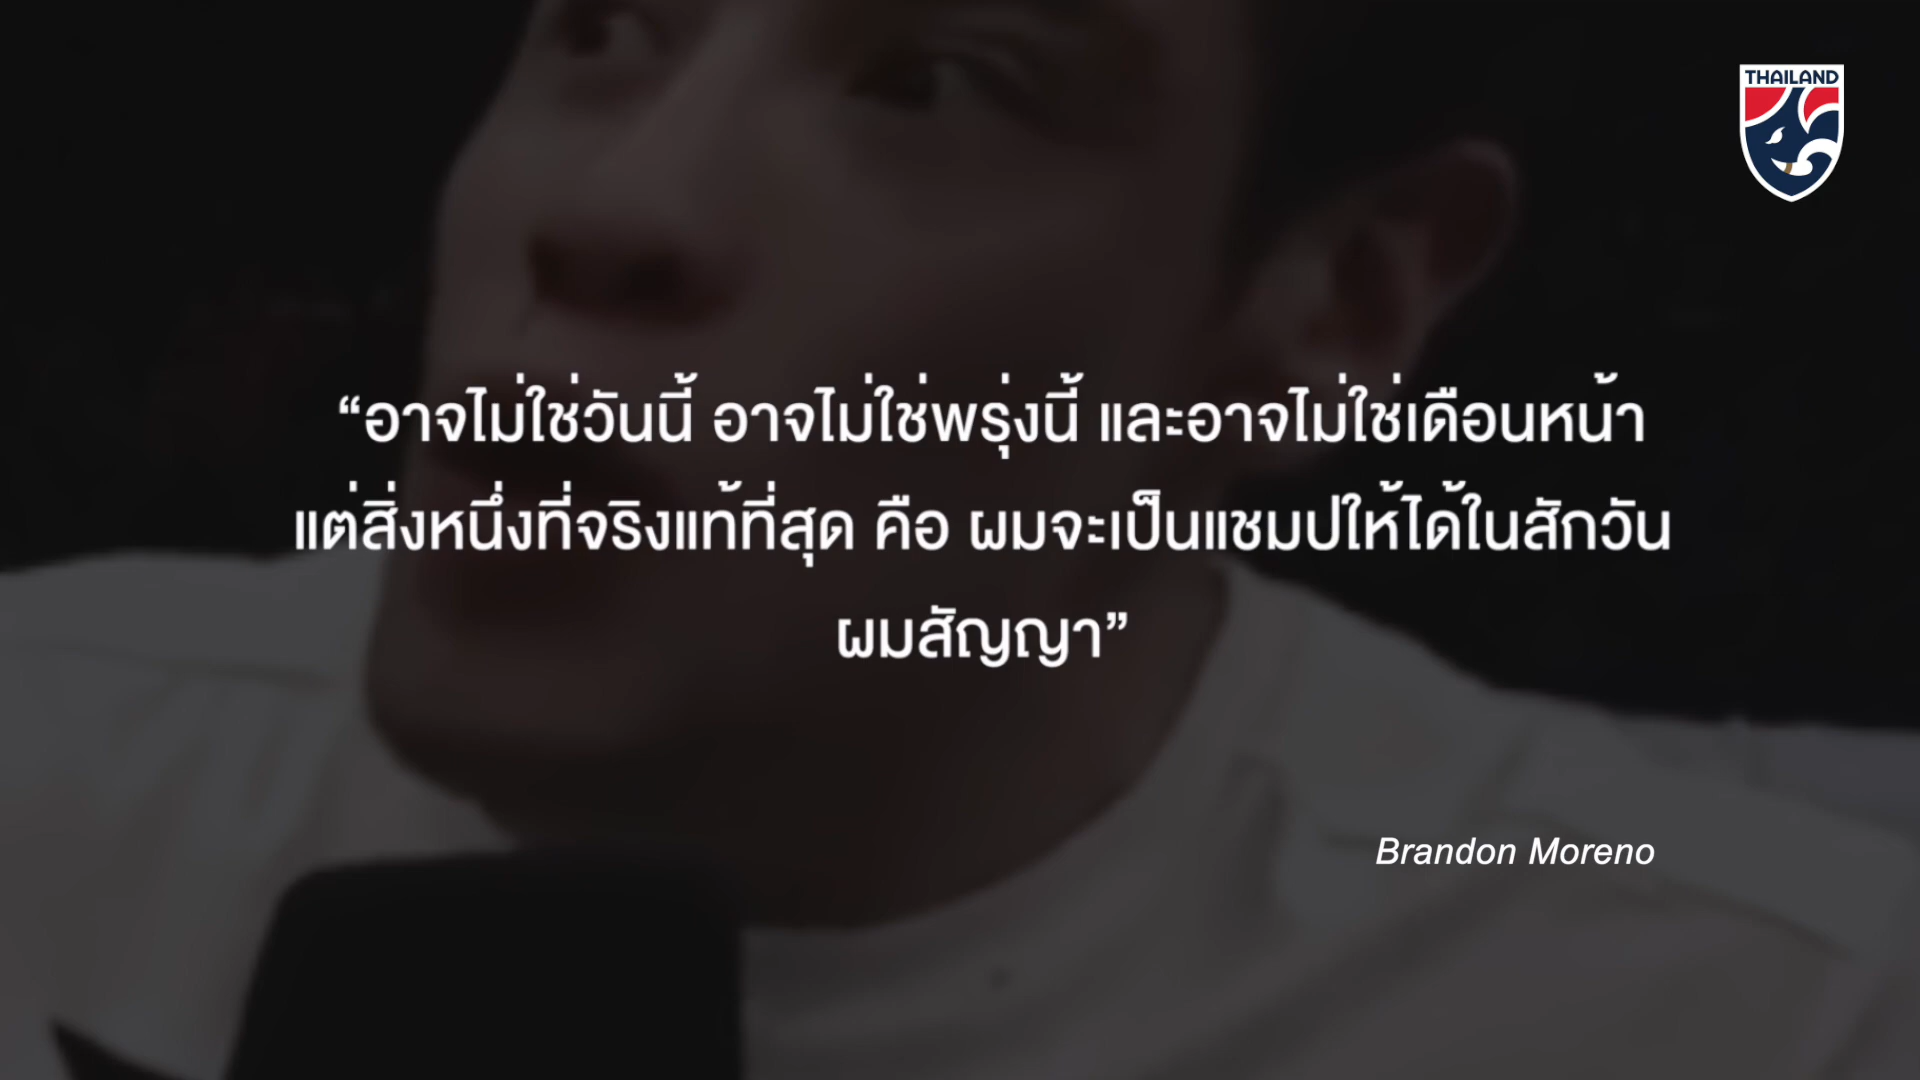 THAILAND
“อาจไม่ใช่วันนี้ อาจไม่ใช่พรุ่งนี้ และอาจไม่ใช่เดือนหน้า
แต่สิ่งหนึ่งที่จริงแท้ที่สุด คือ ผมจะเป็นแชมป์ให้ได้ในสักวัน
ผมสัญญา”
Brandon Moreno